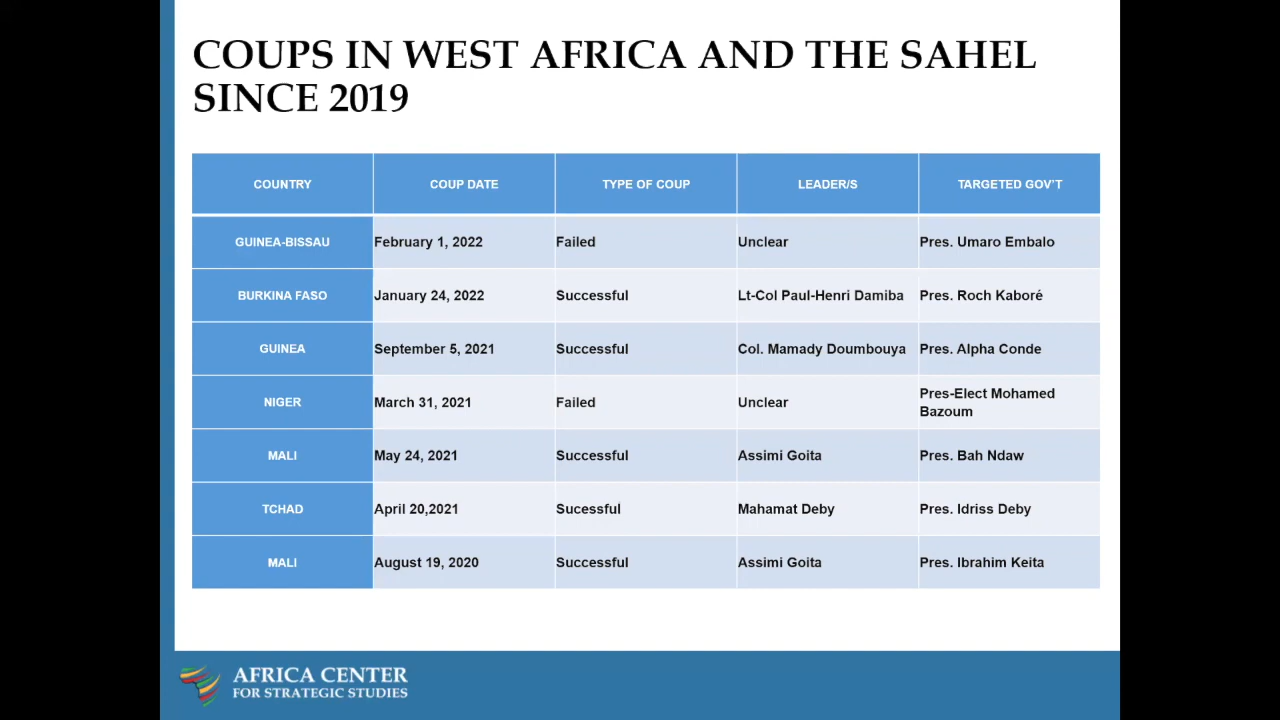 COUPS IN WEST AFRICA AND THE SAHEL
SINCE 2019
COUNTRY COUP DATE TYPE OF COUP LEADER/S TARGETED GOV'T
GUINEA-BISSAU February 1, 2022 Failed Unclear Pres. Umaro Embalo
BURKINA FASO January 24, 2022 Successful Lt-Col Paul-Henri Damiba Pres. Roch Kaboré
GUINEA September 5, 2021 Successful Col. Mamady Doumbouya Pres. Alpha Conde
NIGER March 31, 2021 Failed Unclear Pres-Elect Mohamed
Bazoum
MALI May 24, 2021 Successful Assimi Goita Pres. Bah Ndaw
TCHAD April 20,2021 Sucessful Mahamat Deby Pres. Idriss Deby
MALI August 19, 2020 Successful Assimi Goita Pres. Ibrahim Keita
AFRICA CENTER
FOR STRATEGIC STUDIES